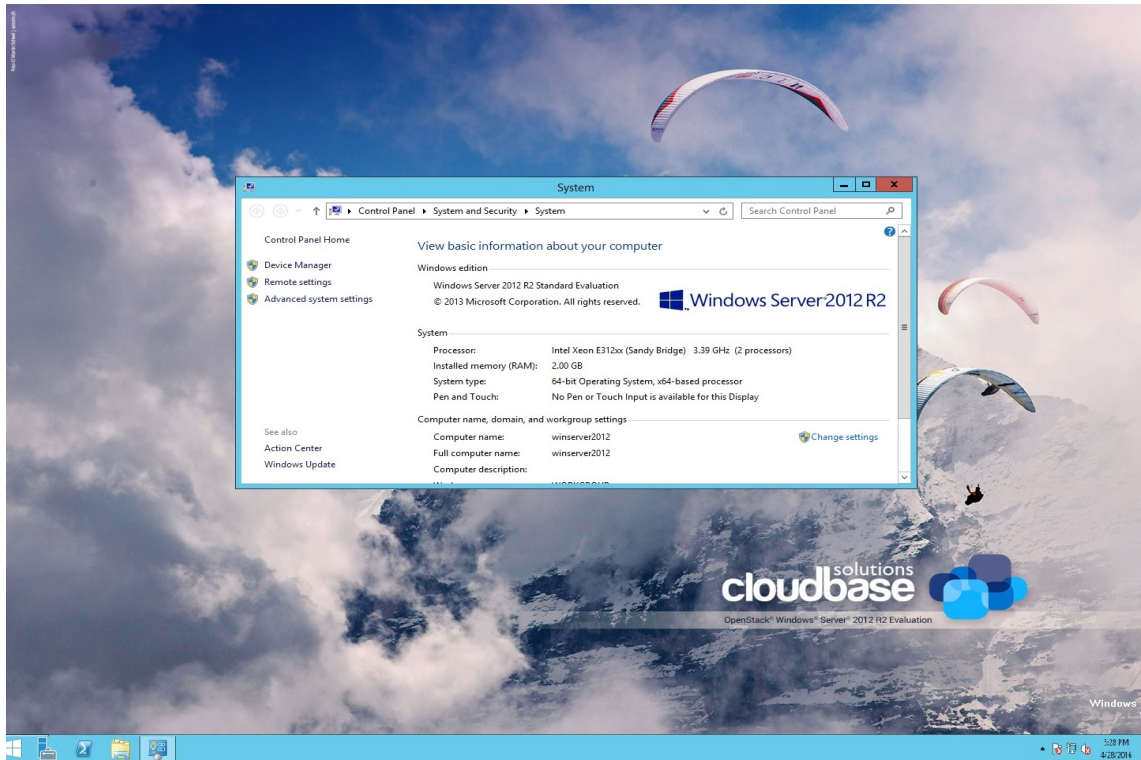 System
Control Panel ▸ System and Security ▸ System
Search Control Panel
Control Panel Home
Device Manager
Remote settings
Advanced system settings
See also
Action Center
Windows Update
View basic information about your computer
Windows edition
Windows Server 2012 R2 Standard Evaluation
© 2013 Microsoft Corporation. All rights reserved.
Windows Server 2012 R2
System
Processor: Intel Xeon E312xx (Sandy Bridge) 3.39 GHz (2 processors)
Installed memory (RAM): 2.00 GB
System type: 64-bit Operating System, x64-based processor
Pen and Touch: No Pen or Touch Input is available for this Display
Computer name, domain, and workgroup settings
Computer name: winserver2012
Change settings
Full computer name: winserver2012
Computer description:
cloudbase solutions
OpenStack® Windows® Server® 2012 R2 Evaluation
Windows
4/28/2016